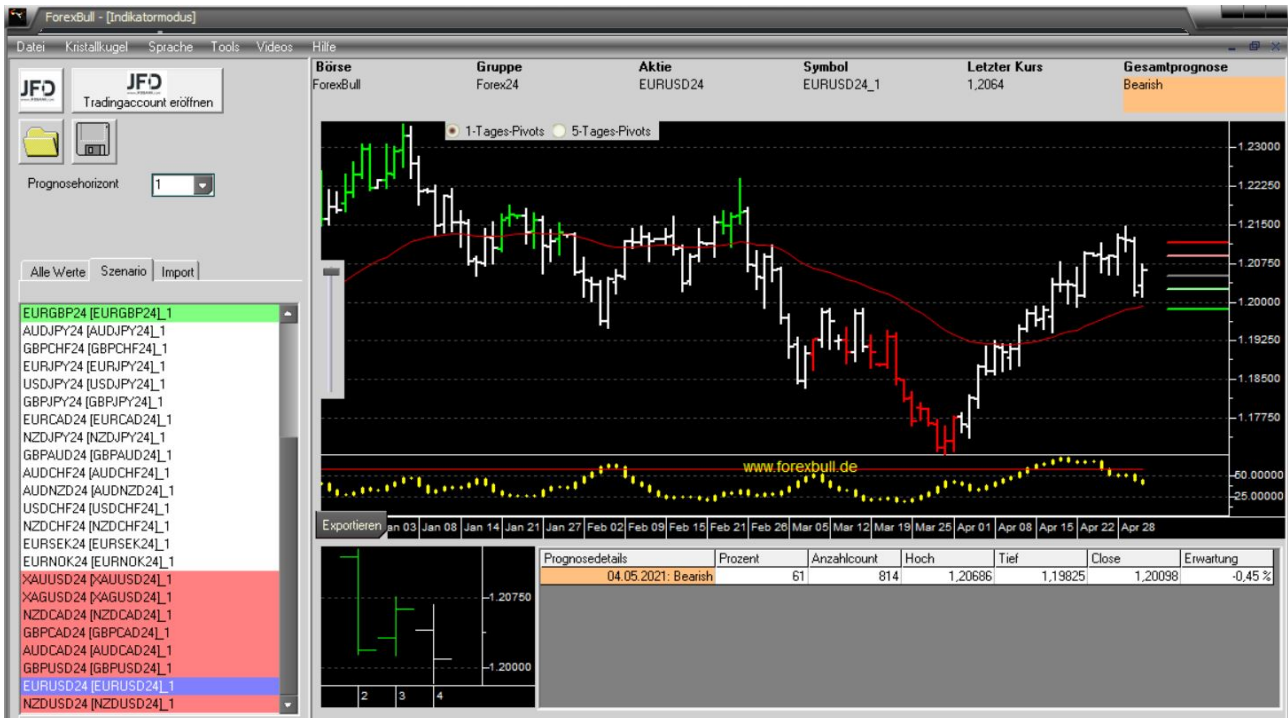 ForexBull - [Indikatormodus]
Datei Kristallkugel Sprache Tools Videos Hilfe
JFD
JFD
Tradingaccount eröffnen
Prognosehorizont 1
Alle Werte Szenario Import
EURGBP24 [EURGBP24]_1
AUDJPY24 [AUDJPY24]_1
GBPCHF24 [GBPCHF24]_1
EURJPY24 [EURJPY24]_1
USDJPY24 [USDJPY24]_1
GBPJPY24 [GBPJPY24]_1
EURCAD24 [EURCAD24]_1
NZDJPY24 [NZDJPY24]_1
GBPAUD24 [GBPAUD24]_1
AUDCHF24 [AUDCHF24]_1
AUDNZD24 [AUDNZD24]_1
USDCHF24 [USDCHF24]_1
NZDCHF24 [NZDCHF24]_1
EURSEK24 [EURSEK24]_1
EURNOK24 [EURNOK24]_1
XAUUSD24 [XAUUSD24]_1
XAGUSD24 [XAGUSD24]_1
NZDCAD24 [NZDCAD24]_1
GBPCAD24 [GBPCAD24]_1
AUDCAD24 [AUDCAD24]_1
GBPUSD24 [GBPUSD24]_1
EURUSD24 [EURUSD24]_1
NZDUSD24 [NZDUSD24]_1
Börse Gruppe Aktie Symbol Letzter Kurs Gesamtprognose
ForexBull Forex24 EURUSD24 EURUSD24_1 1,2064 Bearish
1-Tages-Pivots 5-Tages-Pivots
1.23000
1.22250
1.21500
1.20750
1.20000
1.19250
1.18500
1.17750
www.forexbull.de
50.00000
25.00000
Exportieren an 03 Jan 08 Jan 14 Jan 21 Jan 27 Feb 02 Feb 09 Feb 15 Feb 21 Feb 26 Mar 05 Mar 12 Mar 19 Mar 25 Apr 01 Apr 08 Apr 15 Apr 22 Apr 28
1.20750
1.20000
2 3 4
Prognosedetails Prozent Anzahlcount Hoch Tief Close Erwartung
04.05.2021: Bearish 61 814 1,20686 1,19825 1,20098 -0,45 %